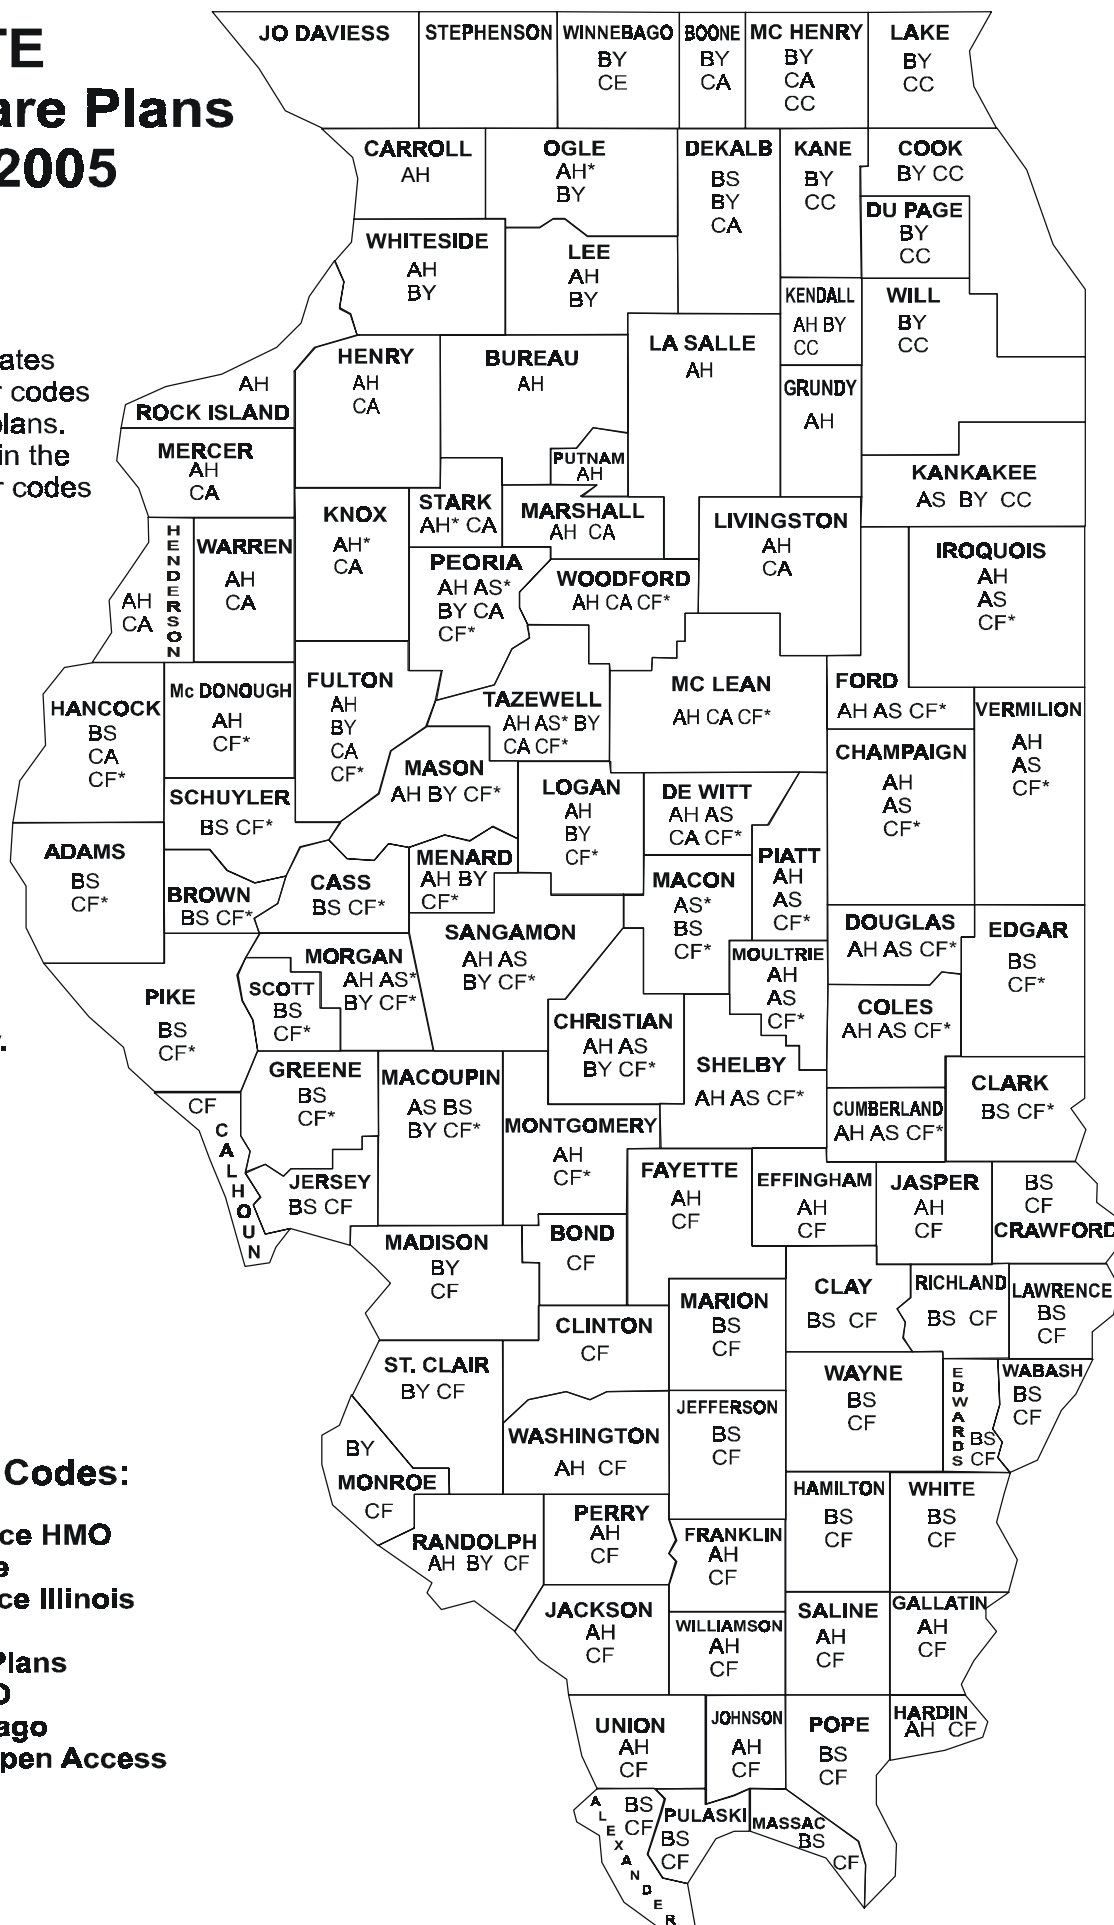 TE
are Plans
2005
ates
r codes
plans.
in the
r codes
.
JO DAVIESS
STEPHENSON
WINNEBAGO
BY
CE
BOONE
BY
CA
MC HENRY
BY
CA
CC
LAKE
BY
CC
CARROLL
AH
OGLE
AH*
BY
DEKALB
BS
BY
CA
KANE
BY
CC
COOK
BY CC
DU PAGE
BY
CC
WHITESIDE
AH
BY
LEE
AH
BY
KENDALL
AH BY
CC
WILL
BY
CC
AH
ROCK ISLAND
HENRY
AH
CA
BUREAU
AH
LA SALLE
AH
GRUNDY
AH
MERCER
AH
CA
PUTNAM
AH
KANKAKEE
AS BY CC
HENDERSON
AH
CA
WARREN
AH
CA
KNOX
AH*
CA
STARK
AH* CA
MARSHALL
AH CA
LIVINGSTON
AH
CA
IROQUOIS
AH
AS
CF*
PEORIA
AH AS*
BY CA
CF*
WOODFORD
AH CA CF*
HANCOCK
BS
CA
CF*
Mc DONOUGH
AH
CF*
FULTON
AH
BY
CA
CF*
TAZEWELL
AH AS* BY
CA CF*
MC LEAN
AH CA CF*
FORD
AH AS CF*
VERMILION
AH
AS
CF*
SCHUYLER
BS CF*
MASON
AH BY CF*
LOGAN
AH
BY
CF*
DE WITT
AH AS
CA CF*
CHAMPAIGN
AH
AS
CF*
ADAMS
BS
CF*
BROWN
BS CF*
CASS
BS CF*
MENARD
AH BY
CF*
MACON
AS*
BS
CF*
PIATT
AH
AS
CF*
DOUGLAS
AH AS CF*
EDGAR
BS
CF*
PIKE
BS
CF*
SCOTT
BS
CF*
MORGAN
AH AS*
BY CF*
SANGAMON
AH AS
BY CF*
CHRISTIAN
AH AS
BY CF*
MOULTRIE
AH
AS
CF*
COLES
AH AS CF*
SHELBY
AH AS CF*
CUMBERLAND
AH AS CF*
CLARK
BS CF*
GREENE
BS
CF*
MACOUPIN
AS BS
BY CF*
MONTGOMERY
AH
CF*
CF
CALHOUN
JERSEY
BS CF
FAYETTE
AH
CF
EFFINGHAM
AH
CF
JASPER
AH
CF
BS
CF
CRAWFORD
MADISON
BY
CF
BOND
CF
CLAY
BS CF
RICHLAND
BS CF
LAWRENCE
BS
CF
MARION
BS
CF
CLINTON
CF
ST. CLAIR
BY CF
WAYNE
BS
CF
EDWARDS
BS
CF
WABASH
BS
CF
BY
MONROE
CF
WASHINGTON
AH CF
JEFFERSON
BS
CF
RANDOLPH
AH BY CF
PERRY
AH
CF
FRANKLIN
AH
CF
HAMILTON
BS
CF
WHITE
BS
CF
JACKSON
AH
CF
WILLIAMSON
AH
CF
SALINE
AH
CF
GALLATIN
AH
CF
UNION
AH
CF
JOHNSON
AH
CF
POPE
BS
CF
HARDIN
AH CF
ALEXANDER
BS
CF
PULASKI
BS
CF
MASSAC
BS
CF
Codes:
ce HMO
e
ce Illinois
Plans
O
ago
pen Access